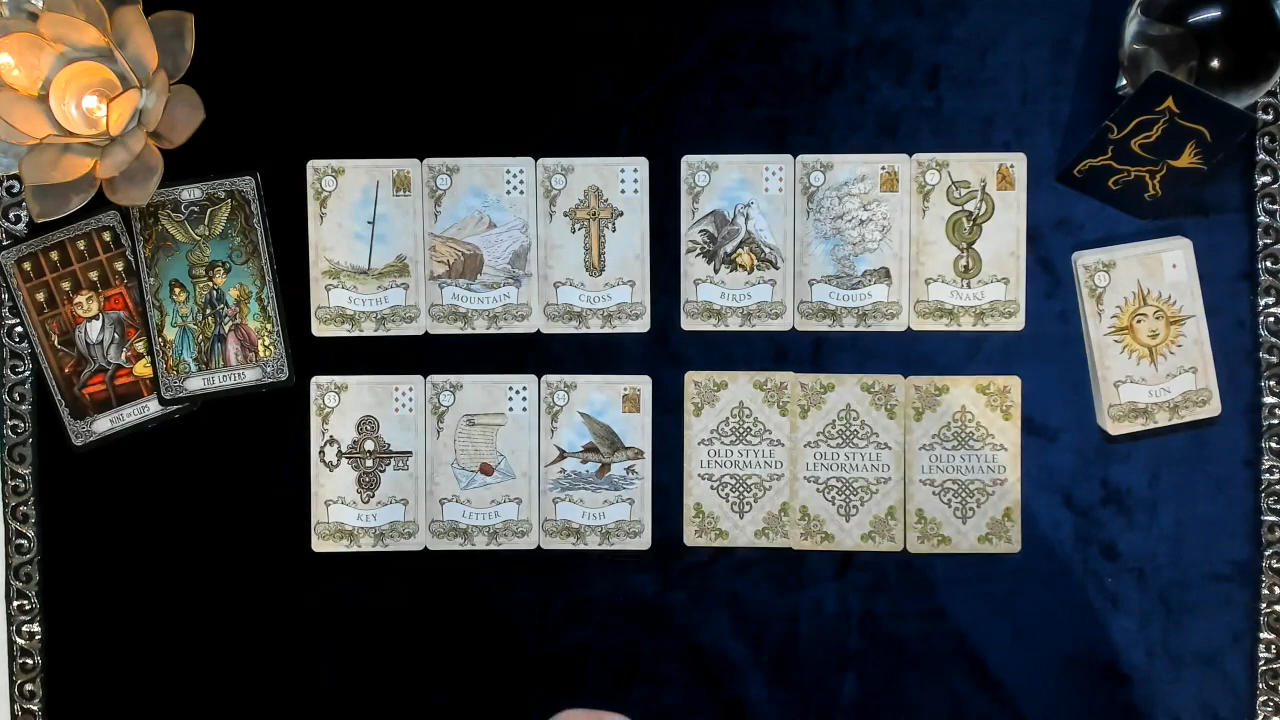 10
SCYTHE
21
MOUNTAIN
36
CROSS
12
BIRDS
6
CLOUDS
7
SNAKE
VI
THE LOVERS
NINE OF CUPS
31
SUN
33
KEY
27
LETTER
34
FISH
OLD STYLE
LENORMAND
OLD STYLE
LENORMAND
OLD STYLE
LENORMAND